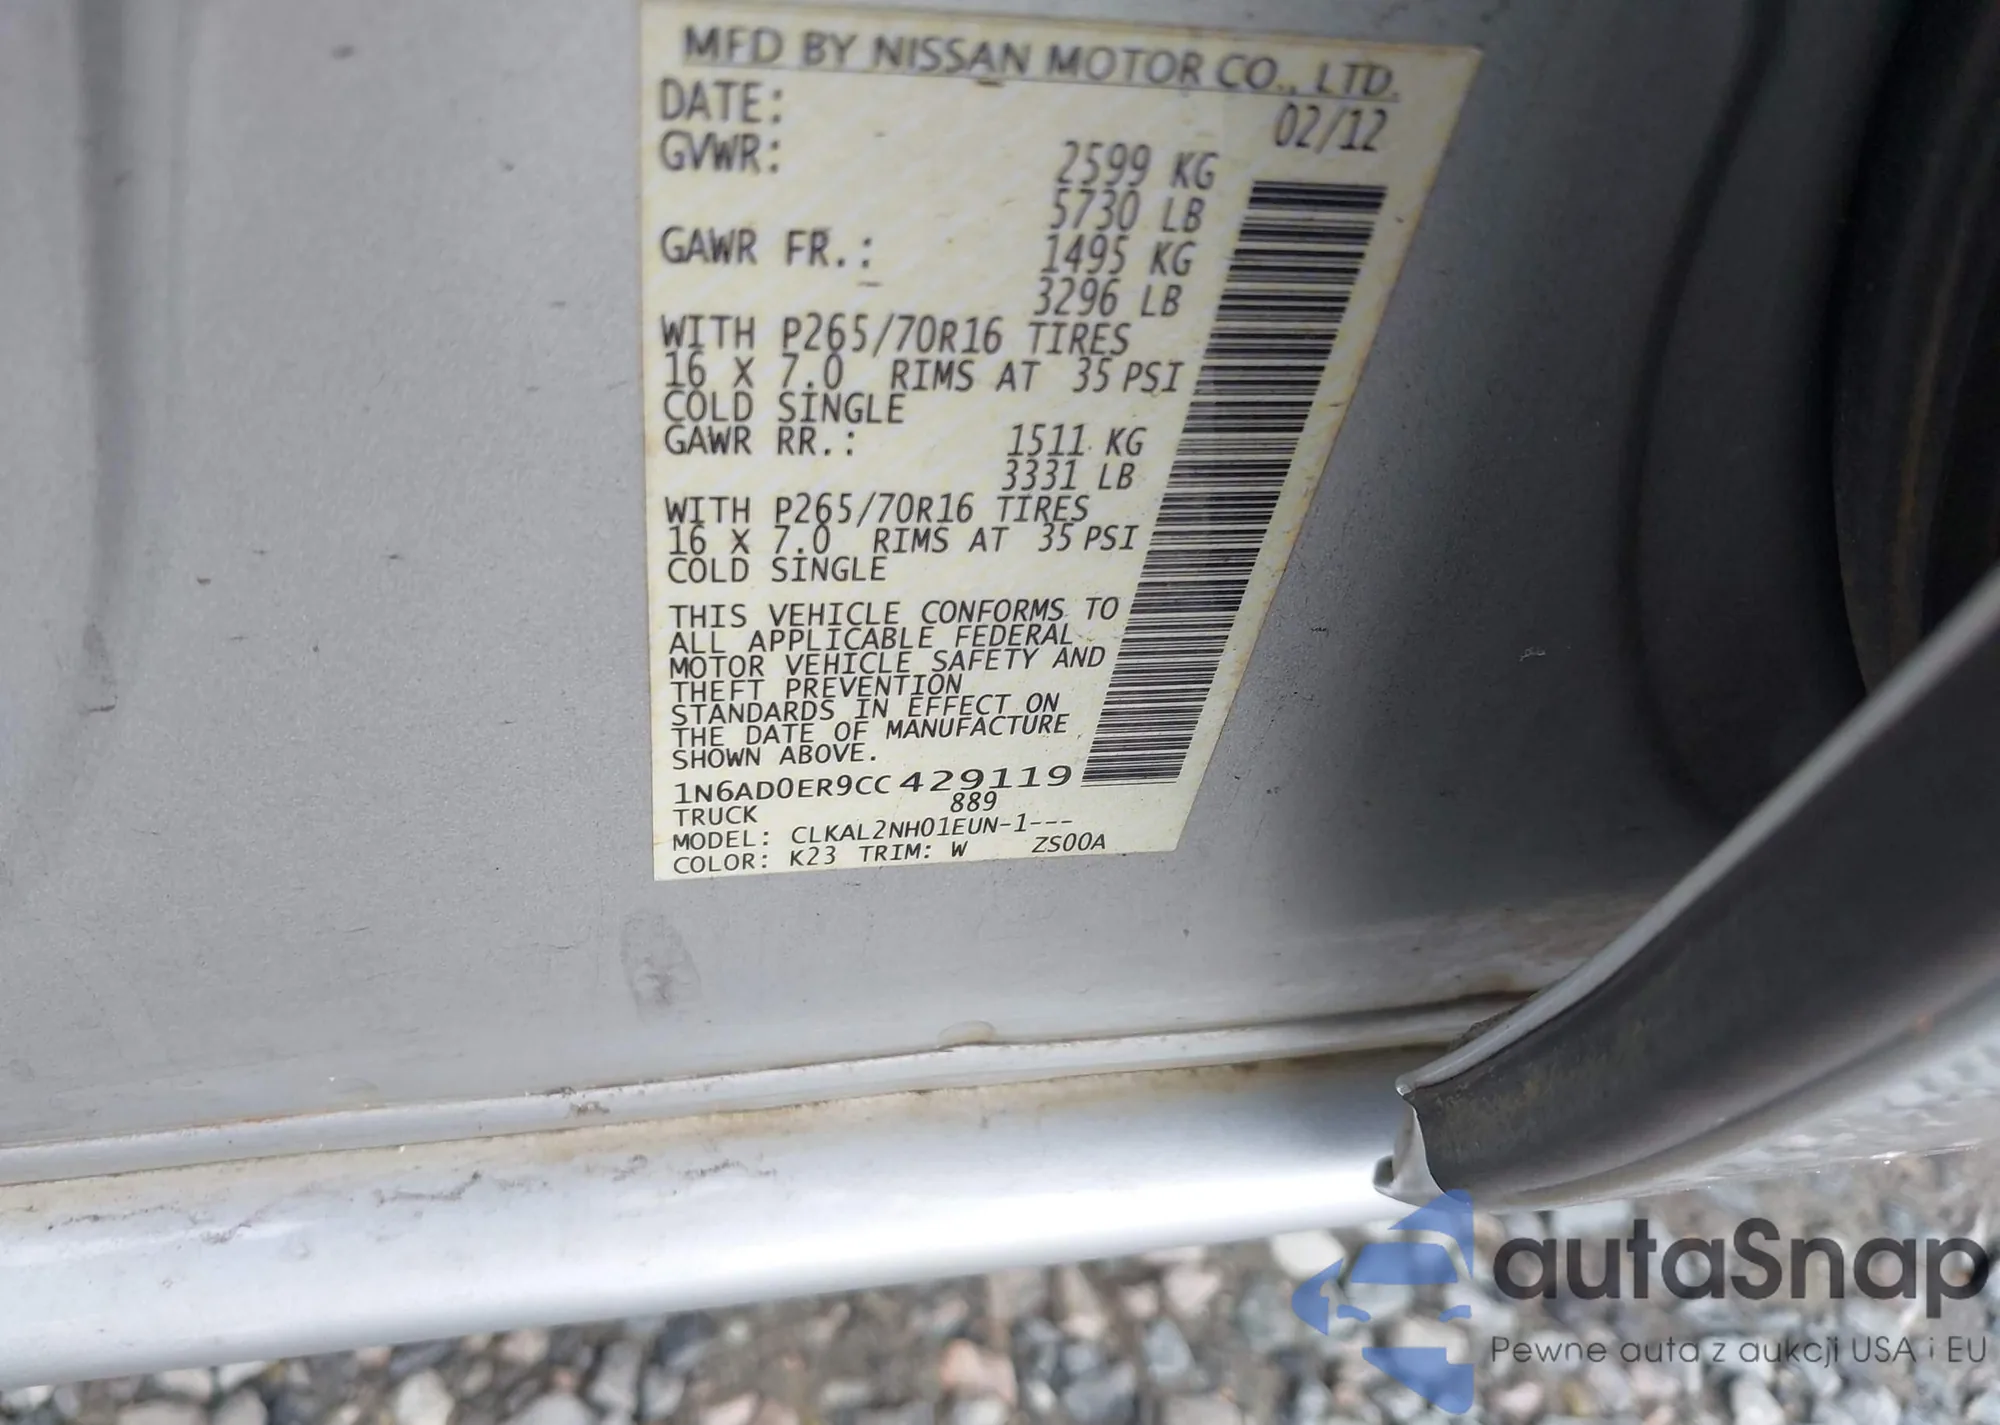 MFD BY NISSAN MOTOR CO., LTD.
DATE: 02/12
GVWR: 2599 KG
5730 LB
GAWR FR.: 1495 KG
3296 LB
WITH P265/70R16 TIRES
16 X 7.0 RIMS AT 35 PSI
COLD SINGLE
GAWR RR.: 1511 KG
3331 LB
WITH P265/70R16 TIRES
16 X 7.0 RIMS AT 35 PSI
COLD SINGLE
THIS VEHICLE CONFORMS TO
ALL APPLICABLE FEDERAL
MOTOR VEHICLE SAFETY AND
THEFT PREVENTION
STANDARDS IN EFFECT ON
THE DATE OF MANUFACTURE
SHOWN ABOVE.
1N6AD0ER9CC429119
TRUCK 889
MODEL: CLKAL2NH01EUN-1---
COLOR: K23 TRIM: W ZS00A
autaSnap
Pewne auta z aukcji USA i EU